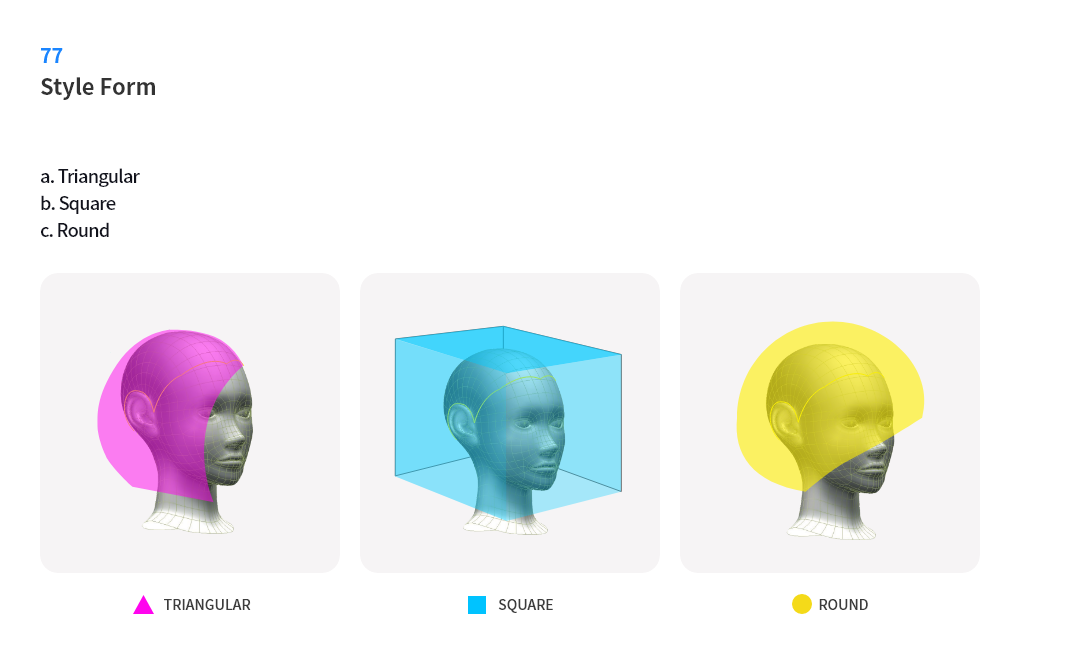 77
Style Form
a. Triangular
b. Square
c. Round
TRIANGULAR
SQUARE
ROUND